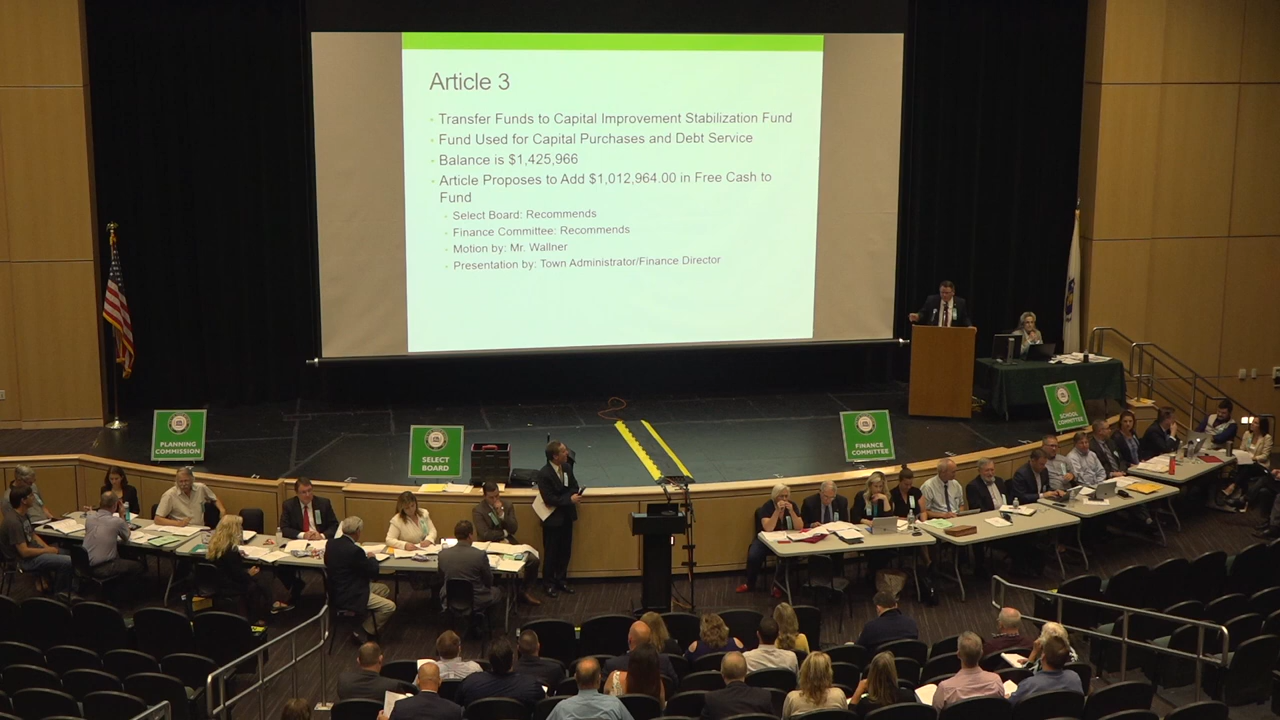 Article 3
Transfer Funds to Capital Improvement Stabilization Fund
Fund Used for Capital Purchases and Debt Service
Balance is $1,425,966
Article Proposes to Add $1,012,964.00 in Free Cash to
Fund
Select Board: Recommends
Finance Committee: Recommends
Motion by: Mr. Wallner
Presentation by: Town Administrator/Finance Director
PLANNING
COMMISSION
SELECT
BOARD
FINANCE
COMMITTEE
SCHOOL
COMMITTEE